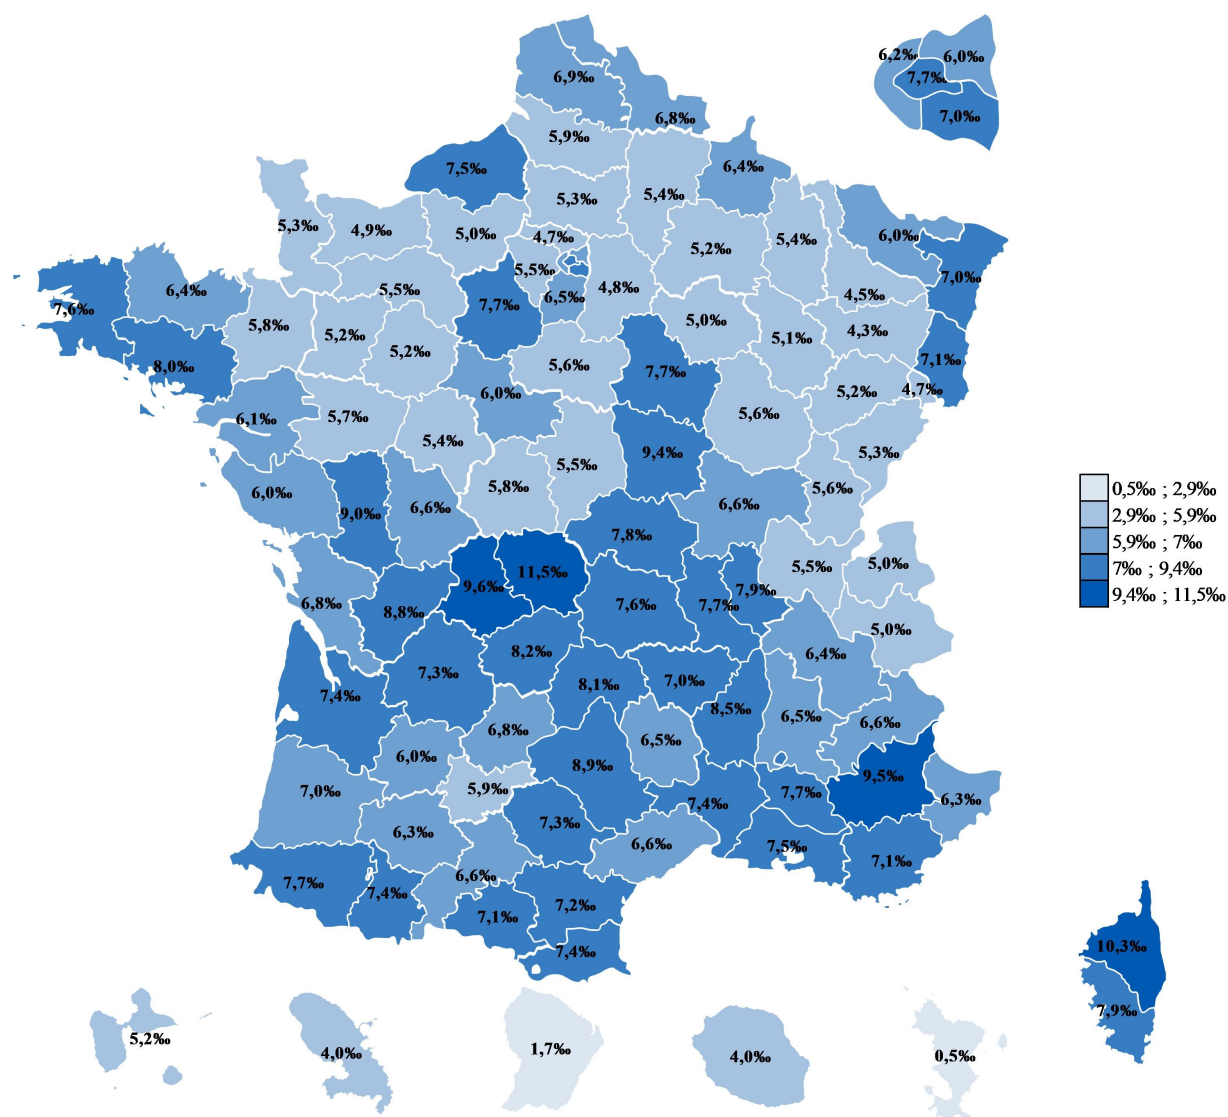 6,2‰ 6,0‰
6,9‰ 7,7‰
6,8‰ 7,0‰
5,9‰
7,5‰ 6,4‰
5,3‰ 5,4‰
5,3‰ 4,9‰ 5,0‰ 4,7‰ 5,2‰ 5,4‰ 6,0‰
5,5‰ 7,0‰
6,4‰ 5,5‰ 4,8‰ 4,5‰
7,6‰ 7,7‰ 6,5‰
5,8‰ 5,2‰ 5,0‰ 5,1‰ 4,3‰
8,0‰ 5,2‰ 5,6‰ 7,7‰ 7,1‰
6,0‰ 5,2‰ 4,7‰
6,1‰ 5,7‰ 5,6‰
5,4‰ 9,4‰ 5,3‰
6,0‰ 5,8‰ 5,5‰ 5,6‰
9,0‰ 6,6‰ 6,6‰
0,5‰ ; 2,9‰
2,9‰ ; 5,9‰
5,9‰ ; 7‰
7‰ ; 9,4‰
9,4‰ ; 11,5‰
7,8‰
9,6‰ 11,5‰ 5,5‰ 5,0‰
6,8‰ 8,8‰ 7,6‰ 7,7‰ 7,9‰
5,0‰
7,3‰ 8,2‰ 6,4‰
7,4‰ 8,1‰ 7,0‰
6,8‰ 8,5‰ 6,5‰ 6,6‰
6,0‰ 6,5‰
7,0‰ 5,9‰ 8,9‰ 7,7‰ 9,5‰
6,3‰ 7,3‰ 7,4‰ 6,3‰
6,6‰ 7,5‰
7,7‰ 7,4‰ 6,6‰ 7,1‰
7,1‰ 7,2‰
7,4‰ 10,3‰
7,9‰
5,2‰ 4,0‰ 1,7‰ 4,0‰ 0,5‰